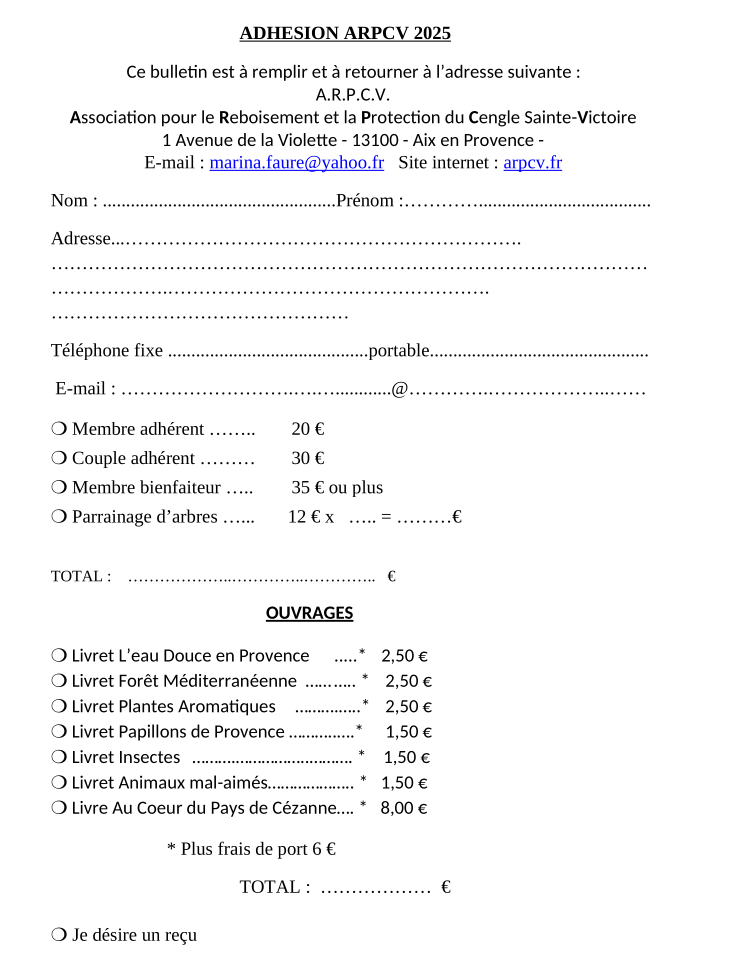 ADHESION ARPCV 2025
Ce bulletin est à remplir et à retourner à l'adresse suivante :
A.R.P.C.V.
Association pour le Reboisement et la Protection du Cengle Sainte-Victoire
1 Avenue de la Violette - 13100 - Aix en Provence -
E-mail : marina.faure@yahoo.fr Site internet : arpcv.fr
Nom : ..................................................Prénom :………….....................................
Adresse...……………………………………………………….
……………………………………………………………………………………
……………….…………………………………………….
…………………………………………
Téléphone fixe ...........................................portable...............................................
E-mail : ……………………….….…............@………….………………..……
❍ Membre adhérent …….. 20 €
❍ Couple adhérent ……… 30 €
❍ Membre bienfaiteur ….. 35 € ou plus
❍ Parrainage d'arbres …... 12 € x ….. = ………€
TOTAL : ………………..…………..………….. €
OUVRAGES
❍ Livret L'eau Douce en Provence .....* 2,50 €
❍ Livret Forêt Méditerranéenne ……..... * 2,50 €
❍ Livret Plantes Aromatiques ……….…..* 2,50 €
❍ Livret Papillons de Provence ………..….* 1,50 €
❍ Livret Insectes ………………………………. * 1,50 €
❍ Livret Animaux mal-aimés……………….. * 1,50 €
❍ Livre Au Coeur du Pays de Cézanne…. * 8,00 €
* Plus frais de port 6 €
TOTAL : ……………… €
❍ Je désire un reçu